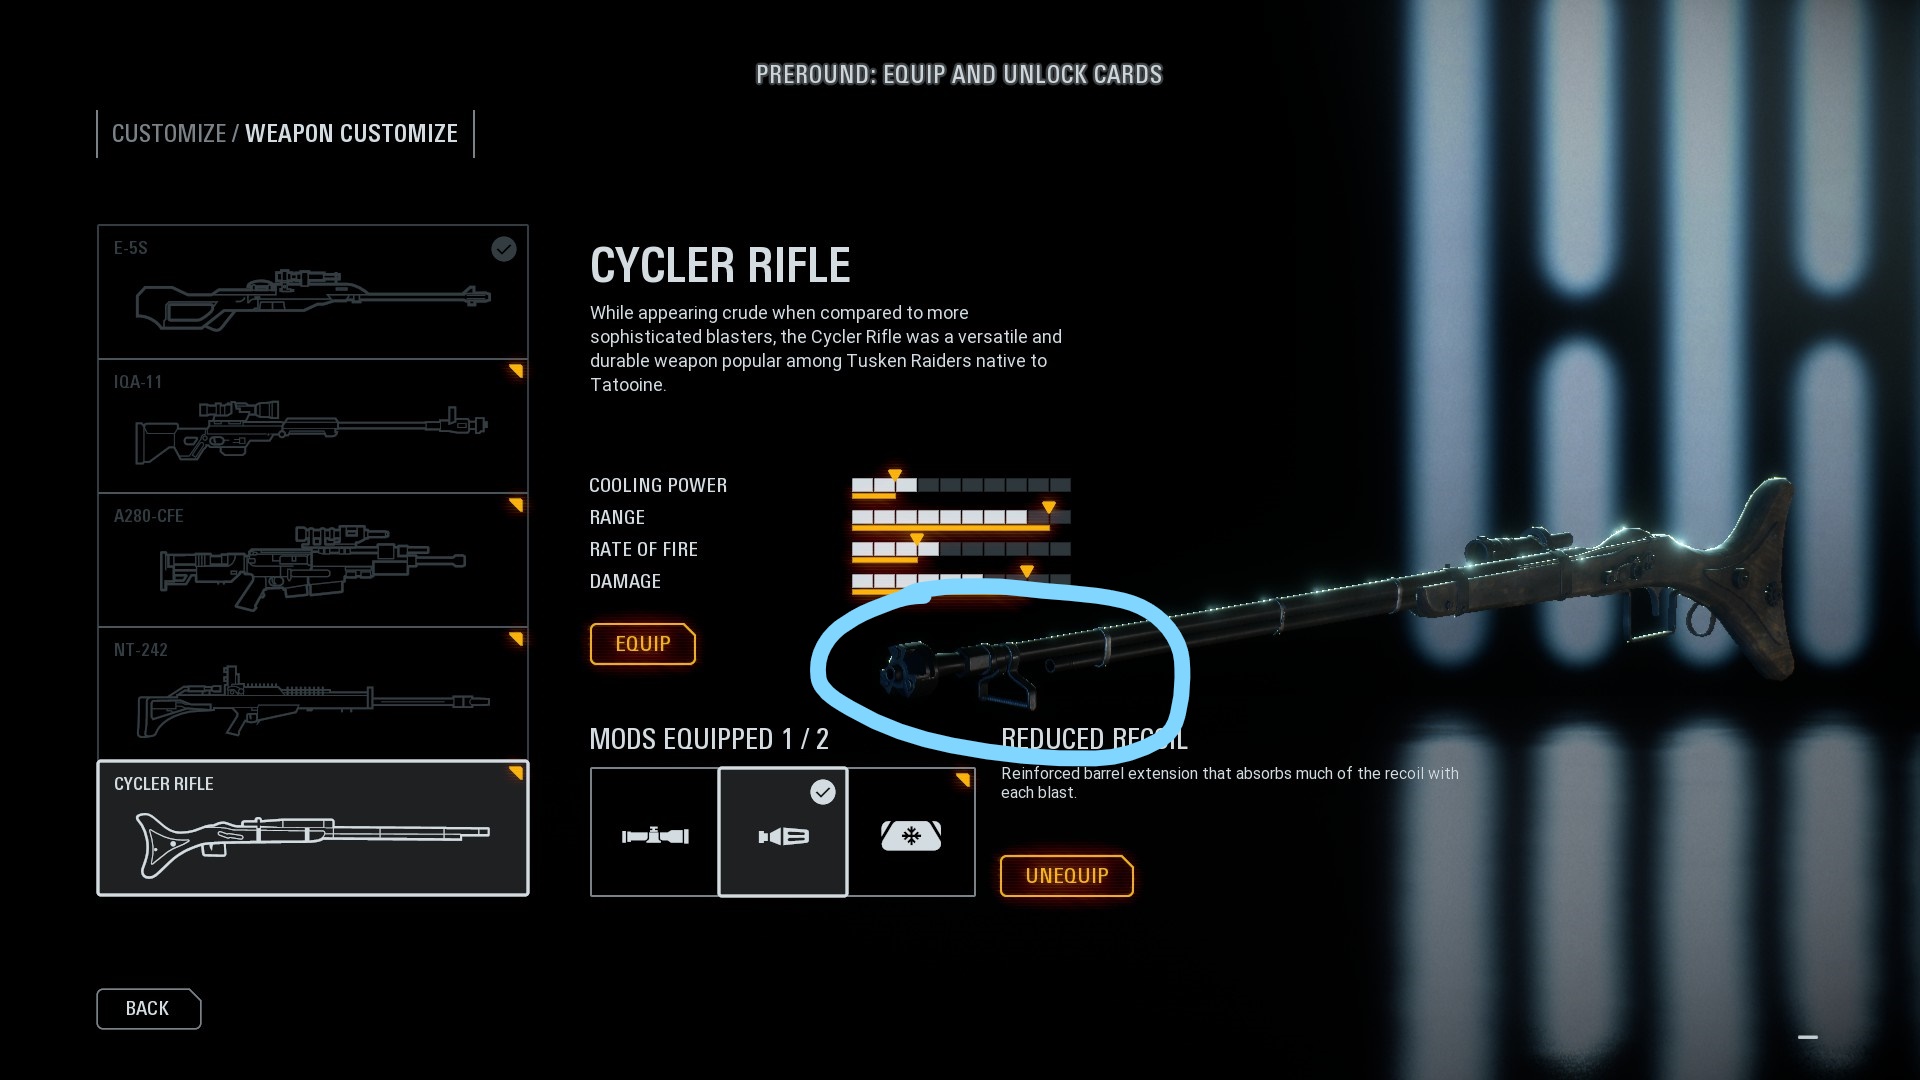 PREROUND: EQUIP AND UNLOCK CARDS
CUSTOMIZE / WEAPON CUSTOMIZE
E-5S
IQA-11
A280-CFE
NT-242
CYCLER RIFLE
CYCLER RIFLE
While appearing crude when compared to more
sophisticated blasters, the Cycler Rifle was a versatile and
durable weapon popular among Tusken Raiders native to
Tatooine.
COOLING POWER
RANGE
RATE OF FIRE
DAMAGE
EQUIP
MODS EQUIPPED 1 / 2
REDUCED RECOIL
Reinforced barrel extension that absorbs much of the recoil with
each blast.
UNEQUIP
BACK